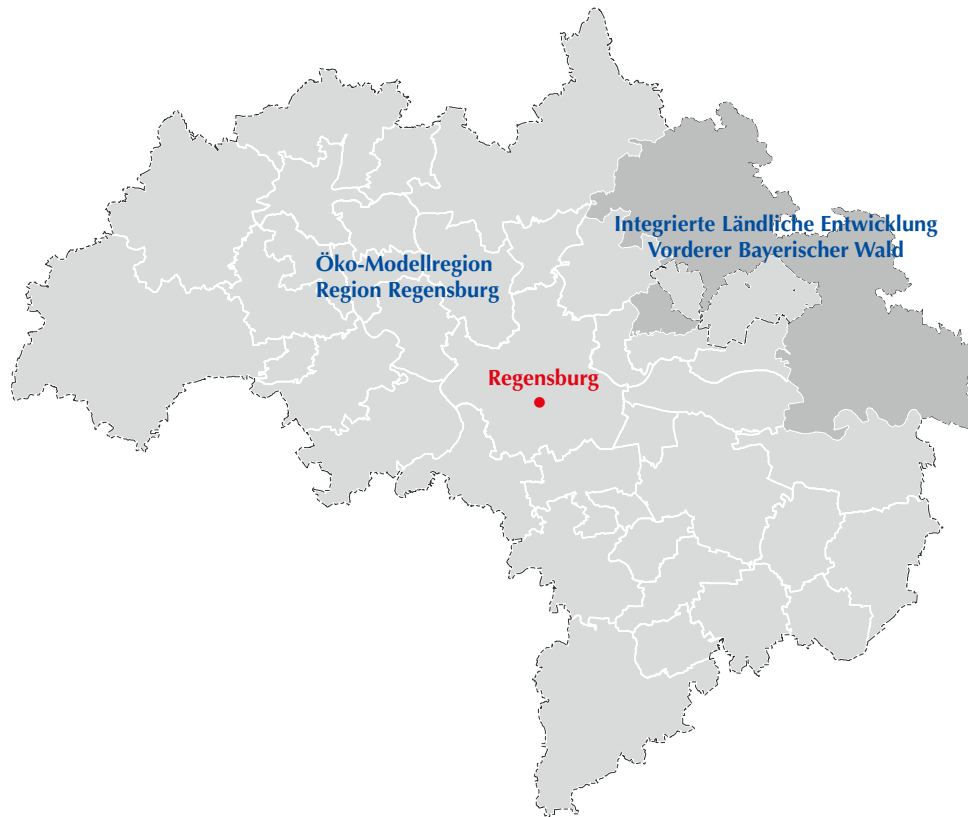 Integrierte Ländliche Entwicklung
Vorderer Bayerischer Wald
Öko-Modellregion
Region Regensburg
Regensburg